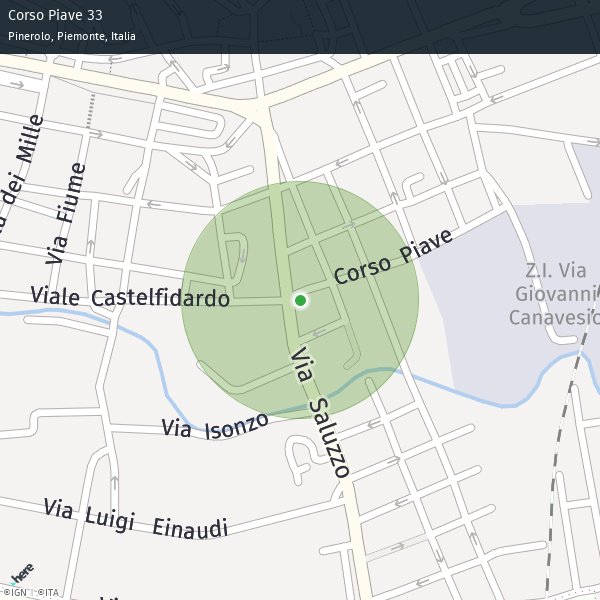 Corso Piave 33
Pinerolo, Piemonte, Italia
dei Mille
Via Fiume
Corso Piave
Z.I. Via
Giovanni
Canavesio
Viale Castelfidardo
Via Saluzzo
Via Isonzo
Via Luigi Einaudi
here
©IGN ©ITA